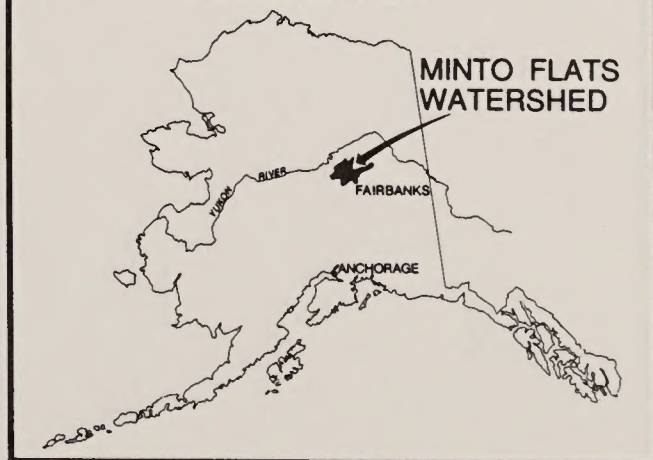 MINTO FLATS
WATERSHED
YUKON RIVER
FAIRBANKS
ANCHORAGE